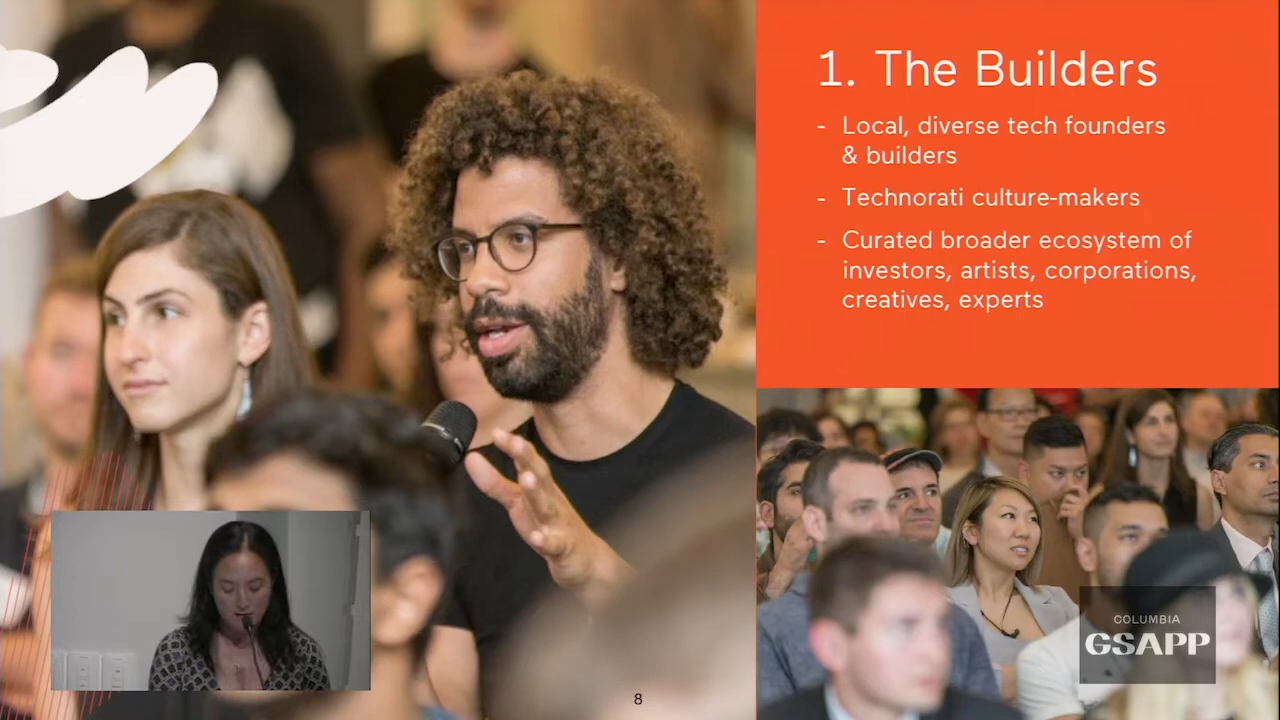 1. The Builders
- Local, diverse tech founders
& builders
- Technorati culture-makers
- Curated broader ecosystem of
investors, artists, corporations,
creatives, experts
COLUMBIA
GSAPP
8